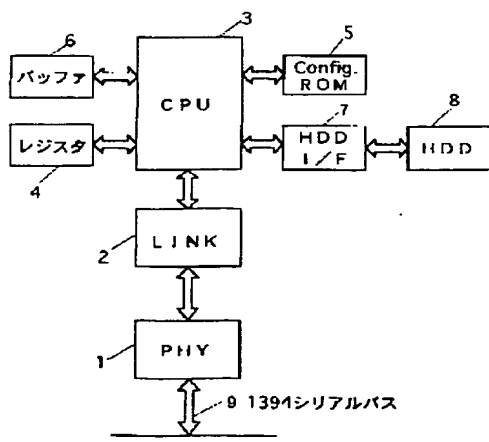 6
3
5
バッファ
CPU
Config.
ROM
7
8
レジスタ
HDD
I/F
HDD
4
2
LINK
1
PHY
9 1394シリアルバス